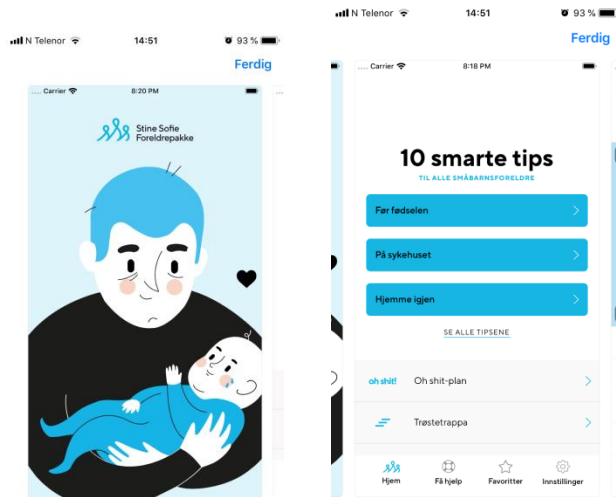 N Telenor 14:51 93 %
Ferdig
.... Carrier 8:20 PM
Stine Sofie
Foreldrepakke
N Telenor 14:51 93 %
Ferdig
.... Carrier 8:18 PM
10 smarte tips
TIL ALLE SMÅBARNSFORELDRE
Før fødselen
På sykehuset
Hjemme igjen
SE ALLE TIPSENE
oh shit! Oh shit-plan
Trøstetrappa
Hjem Få hjelp Favoritter Innstillinger